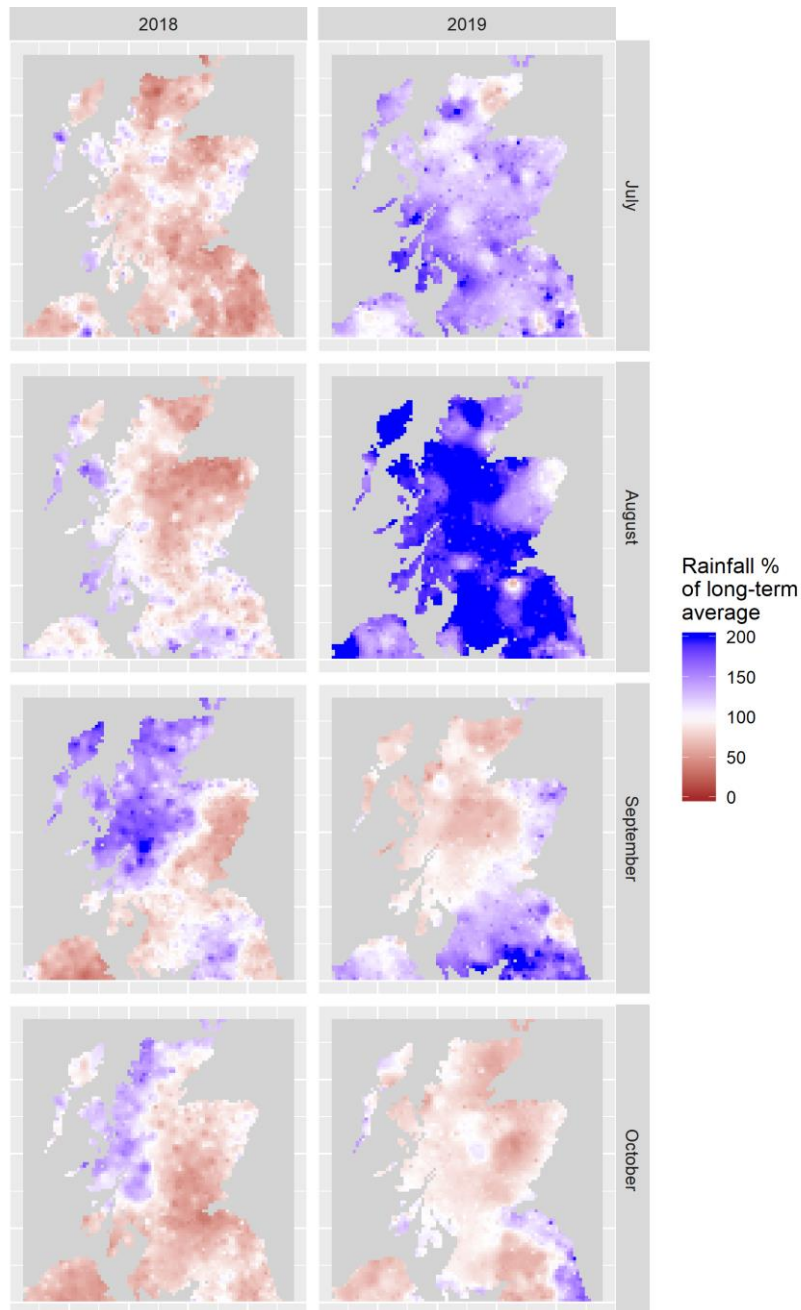 2018
2019
July
August
September
October
Rainfall %
of long-term
average
200
150
100
50
0